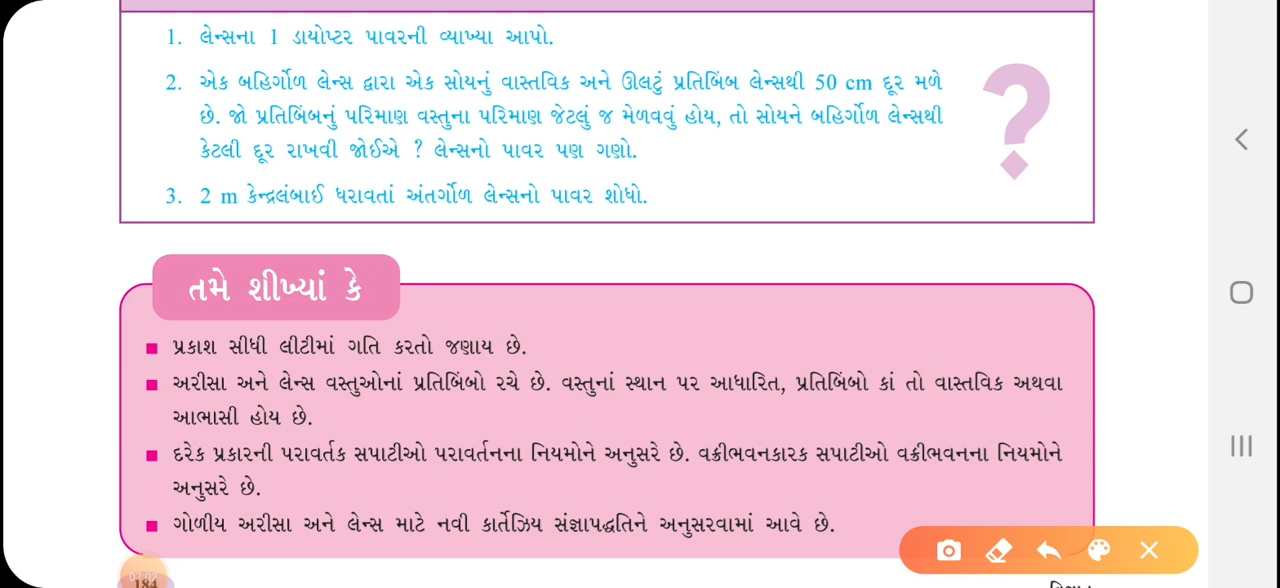 1. લેન્સના 1 ડાયોપ્ટર પાવરની વ્યાખ્યા આપો.
2. એક બહિર્ગોળ લેન્સ દ્વારા એક સોયનું વાસ્તવિક અને ઊલટું પ્રતિબિંબ લેન્સથી 50 cm દૂર મળે
છે. જો પ્રતિબિંબનું પરિમાણ વસ્તુના પરિમાણ જેટલું જ મેળવવું હોય, તો સોયને બહિર્ગોળ લેન્સથી
કેટલી દૂર રાખવી જોઈએ ? લેન્સનો પાવર પણ ગણો.
3. 2 m કેન્દ્રલંબાઈ ધરાવતાં અંતર્ગોળ લેન્સનો પાવર શોધો.
?
તમે શીખ્યાં કે
■ પ્રકાશ સીધી લીટીમાં ગતિ કરતો જણાય છે.
■ અરીસા અને લેન્સ વસ્તુઓનાં પ્રતિબિંબો રચે છે. વસ્તુનાં સ્થાન પર આધારિત, પ્રતિબિંબો કાં તો વાસ્તવિક અથવા
આભાસી હોય છે.
■ દરેક પ્રકારની પરાવર્તક સપાટીઓ પરાવર્તનના નિયમોને અનુસરે છે. વક્રીભવનકારક સપાટીઓ વક્રીભવનના નિયમોને
અનુસરે છે.
■ ગોળીય અરીસા અને લેન્સ માટે નવી કાર્તેઝિય સંજ્ઞાપદ્ધતિને અનુસરવામાં આવે છે.
184